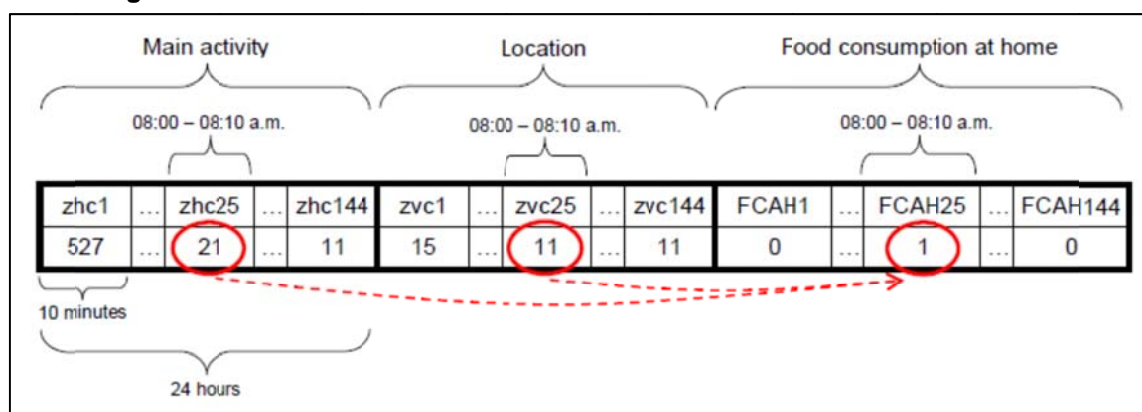 Main activity Location Food consumption at home
08:00 – 08:10 a.m. 08:00 – 08:10 a.m. 08:00 – 08:10 a.m.
zhc1 ... zhc25 ... zhc144 zvc1 ... zvc25 ... zvc144 FCAH1 ... FCAH25 ... FCAH144
527 ... 21 ... 11 15 ... 11 ... 11 0 ... 1 ... 0
10 minutes
24 hours